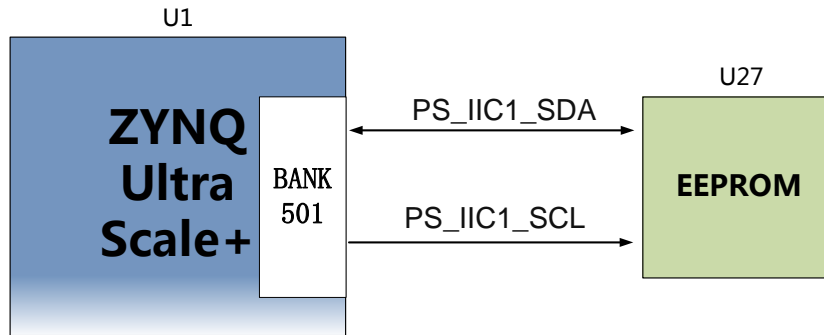 U1
ZYNQ
Ultra
Scale+
BANK
501
PS_IIC1_SDA
PS_IIC1_SCL
U27
EEPROM